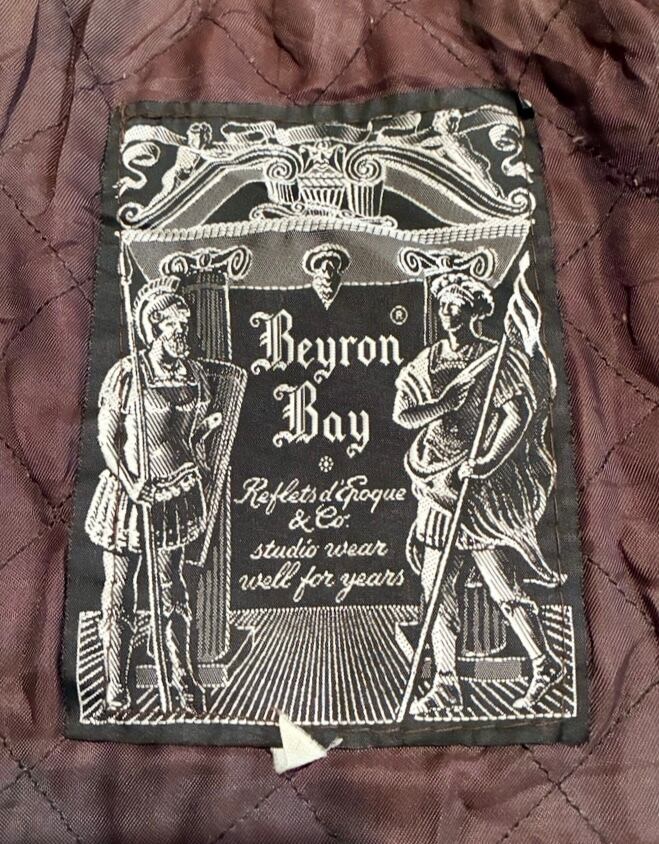 Beyron ®
Bay
Reflets d'Epoque
& Co.
studio wear
well for years